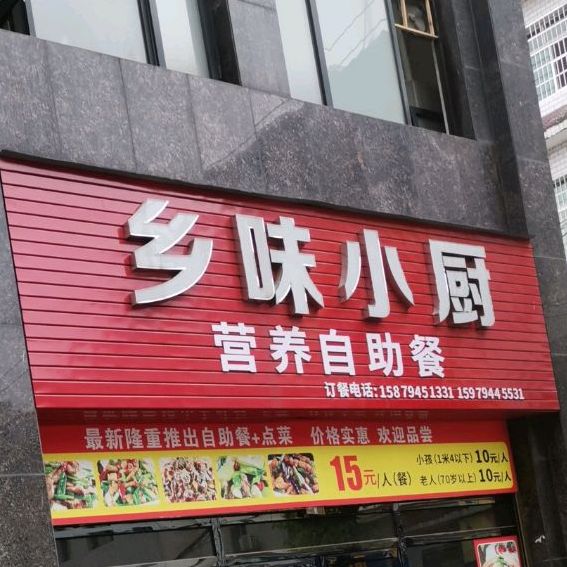 乡味小厨
营养自助餐
订餐电话:15879451331 15979445531
最新隆重推出自助餐+点菜 价格实惠 欢迎品尝
15元/人(餐) 小孩(1米4以下)10元/人
老人(70岁以上)10元/人